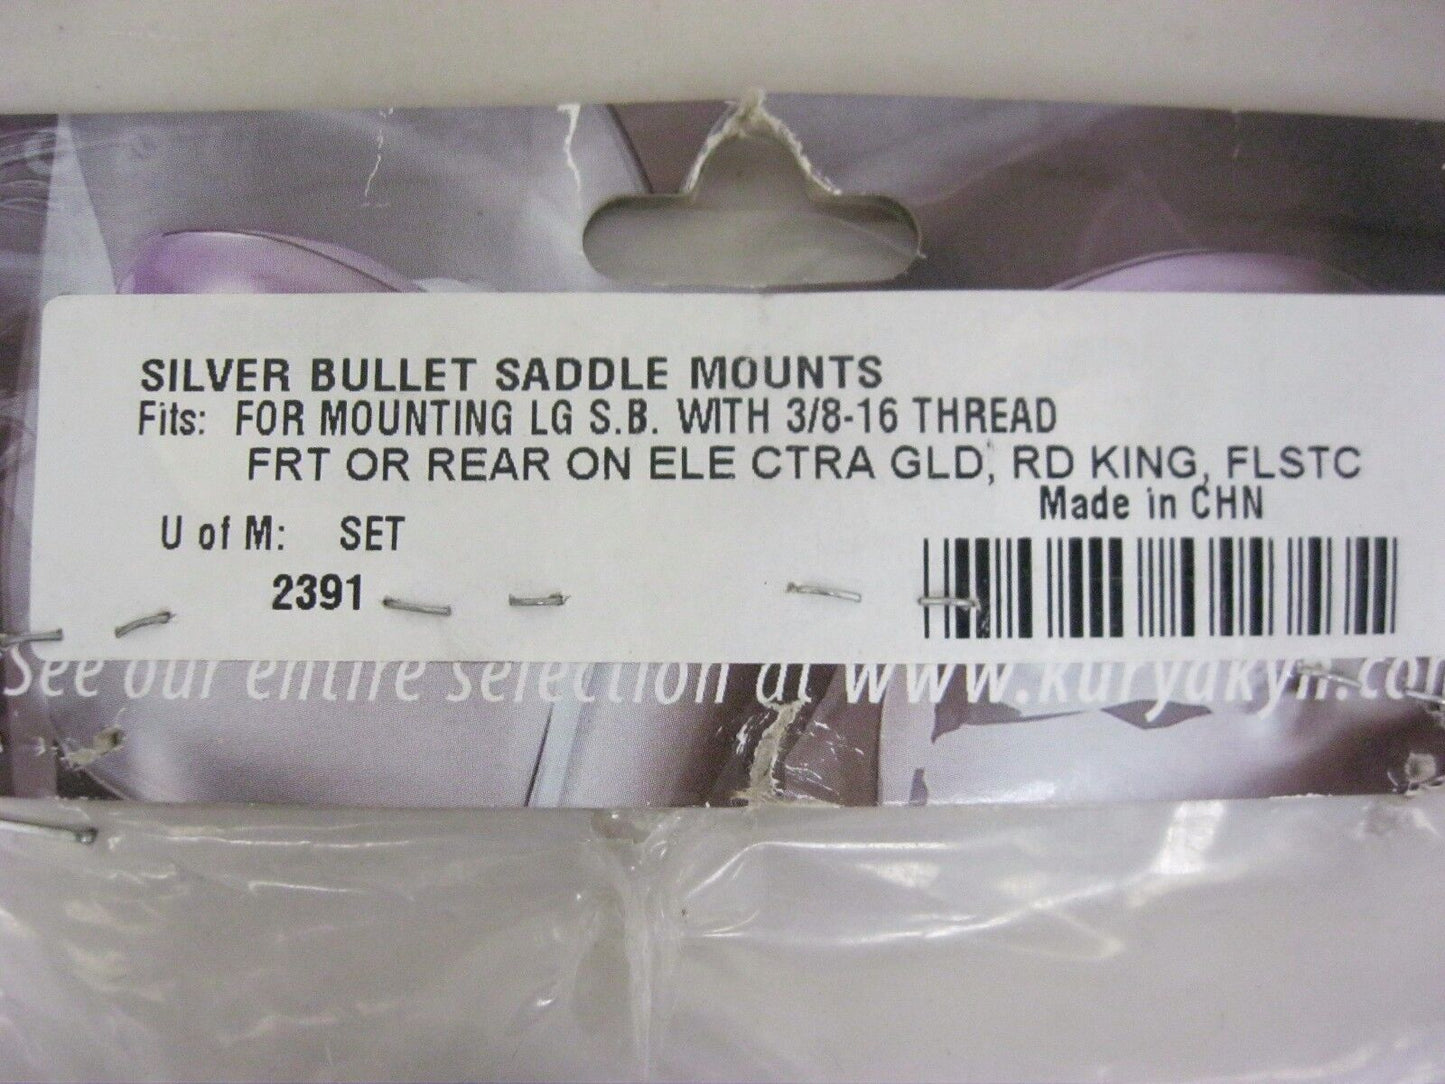 SILVER BULLET SADDLE MOUNTS
Fits: FOR MOUNTING LG S.B. WITH 3/8-16 THREAD
FRT OR REAR ON ELE CTRA GLD, RD KING, FLSTC
Made in CHN
U of M: SET
2391
See our entire selection at www.kuryakyn.com